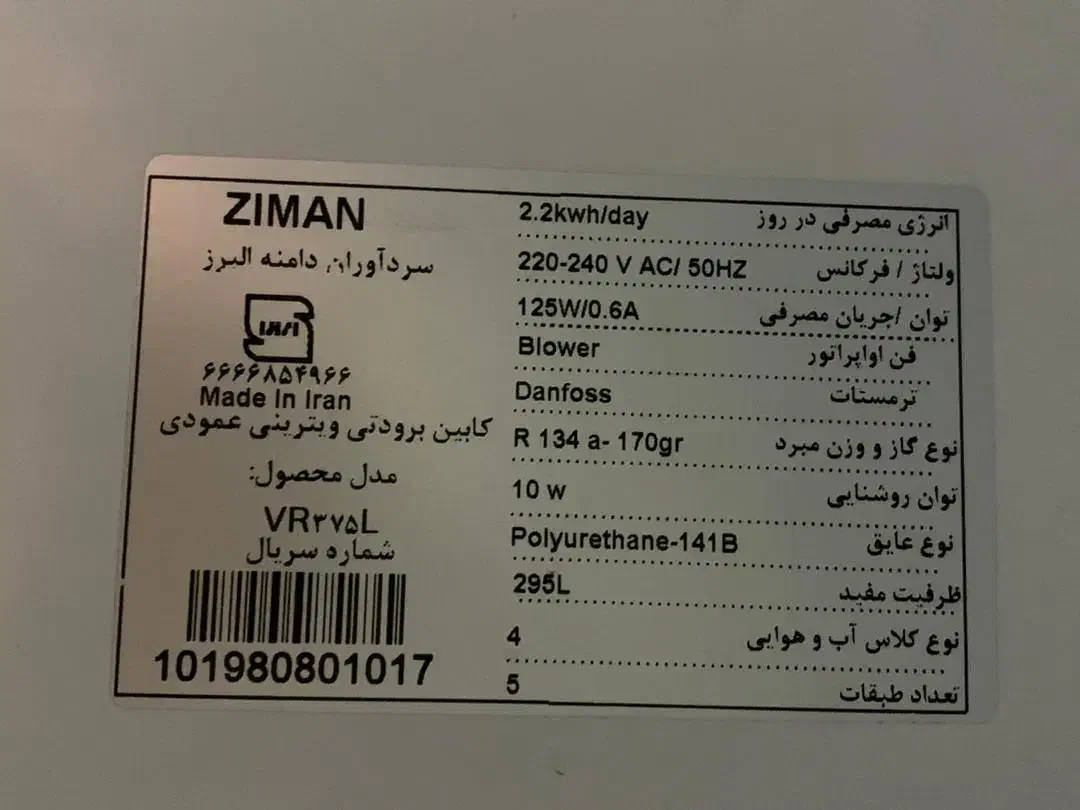 ZIMAN
سردآوران دامنه البرز
۶۶۶۶۸۵۴۹۶۶
Made In Iran
کابین برودتی ویترینی عمودی
مدل محصول:
VR۳۷۵L
شماره سریال
101980801017
انرژی مصرفی در روز 2.2kwh/day
ولتاژ / فرکانس 220-240 V AC/ 50HZ
توان /جریان مصرفی 125W/0.6A
فن اواپراتور Blower
ترمستات Danfoss
نوع گاز و وزن مبرد R 134 a- 170gr
توان روشنایی 10 w
نوع عایق Polyurethane-141B
ظرفیت مفید 295L
نوع کلاس آب و هوایی 4
تعداد طبقات 5